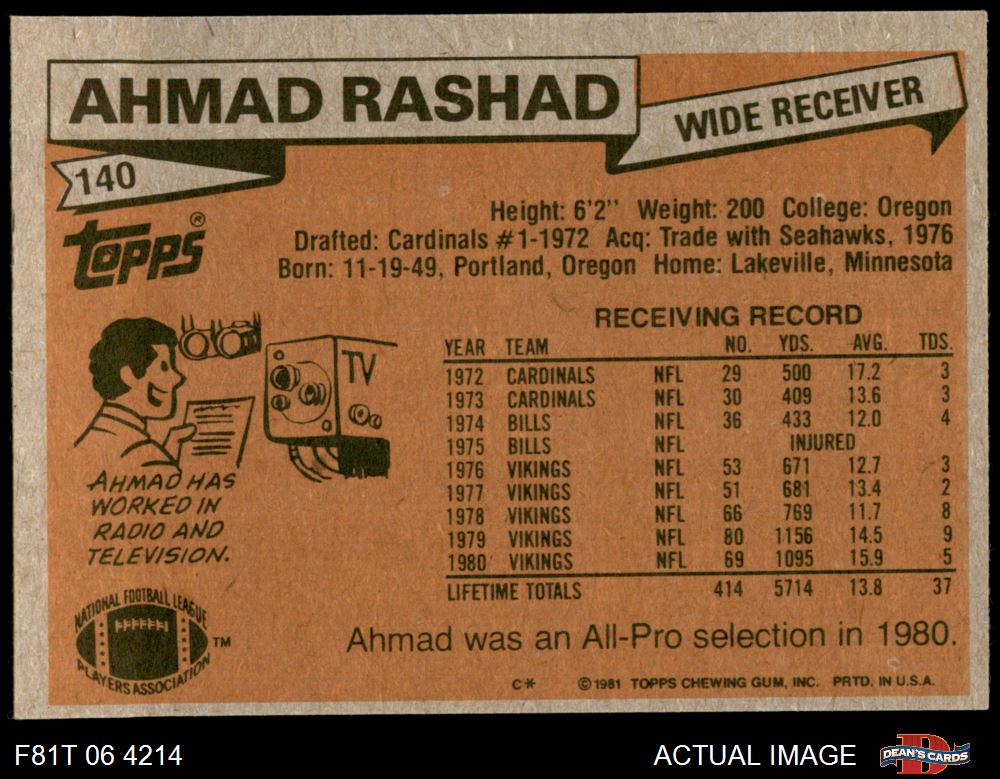 AHMAD RASHAD
WIDE RECEIVER
140
Topps®
Height: 6'2" Weight: 200 College: Oregon
Drafted: Cardinals #1-1972 Acq: Trade with Seahawks, 1976
Born: 11-19-49, Portland, Oregon Home: Lakeville, Minnesota
RECEIVING RECORD
YEAR TEAM NO. YDS. AVG. TDS.
1972 CARDINALS NFL 29 500 17.2 3
1973 CARDINALS NFL 30 409 13.6 3
1974 BILLS NFL 36 433 12.0 4
1975 BILLS NFL INJURED
1976 VIKINGS NFL 53 671 12.7 3
1977 VIKINGS NFL 51 681 13.4 2
1978 VIKINGS NFL 66 769 11.7 8
1979 VIKINGS NFL 80 1156 14.5 9
1980 VIKINGS NFL 69 1095 15.9 5
LIFETIME TOTALS 414 5714 13.8 37
TV
AHMAD HAS
WORKED IN
RADIO AND
TELEVISION.
NATIONAL FOOTBALL LEAGUE
PLAYERS ASSOCIATION
TM
Ahmad was an All-Pro selection in 1980.
C* ©1981 TOPPS CHEWING GUM, INC. PRTD. IN U.S.A.
F81T 06 4214
ACTUAL IMAGE
DEAN'S CARDS